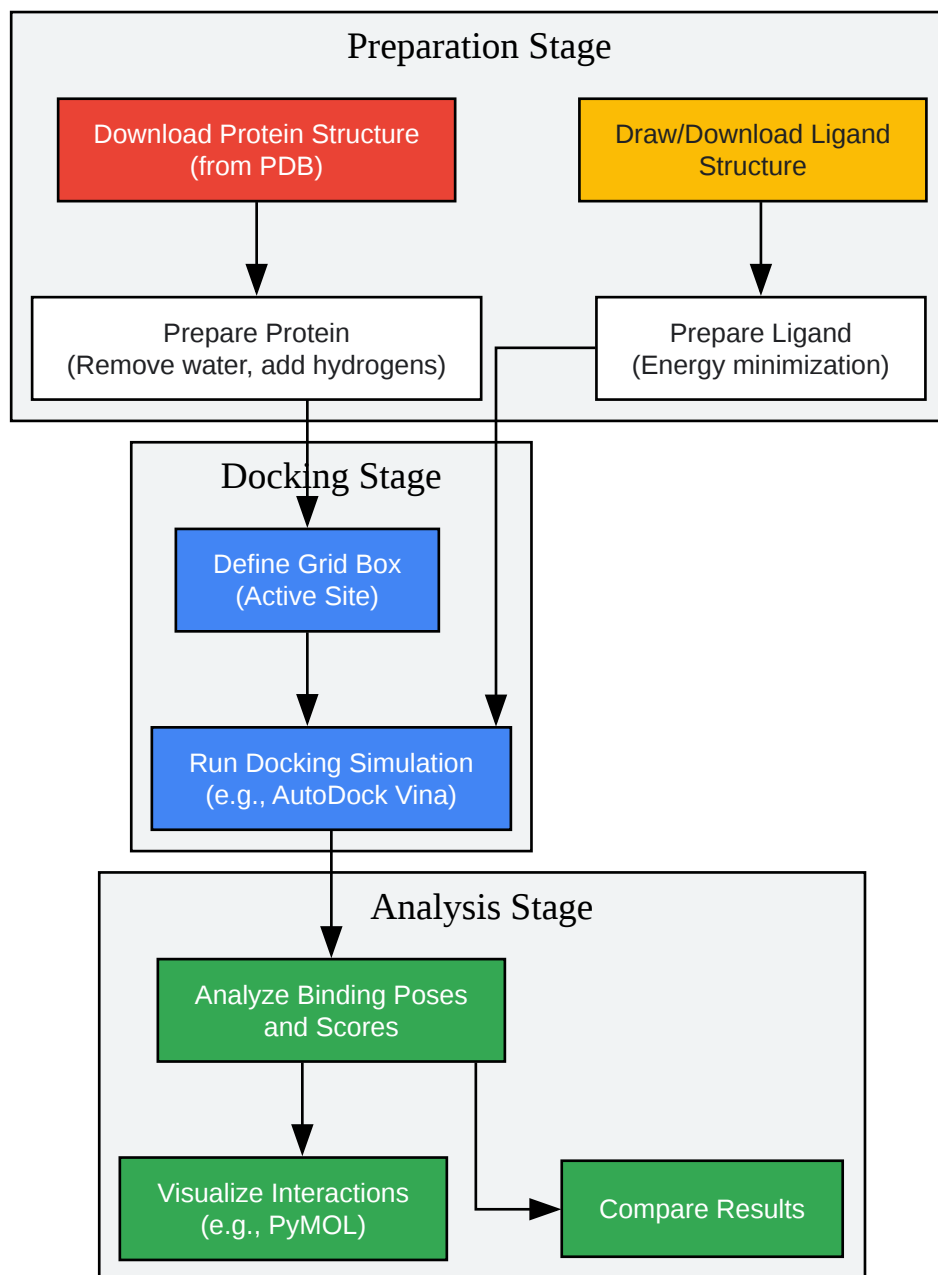 Preparation Stage
Download Protein Structure
(from PDB)
Draw/Download Ligand
Structure
Prepare Protein
(Remove water, add hydrogens)
Prepare Ligand
(Energy minimization)
Docking Stage
Define Grid Box
(Active Site)
Run Docking Simulation
(e.g., AutoDock Vina)
Analysis Stage
Analyze Binding Poses
and Scores
Visualize Interactions
(e.g., PyMOL)
Compare Results